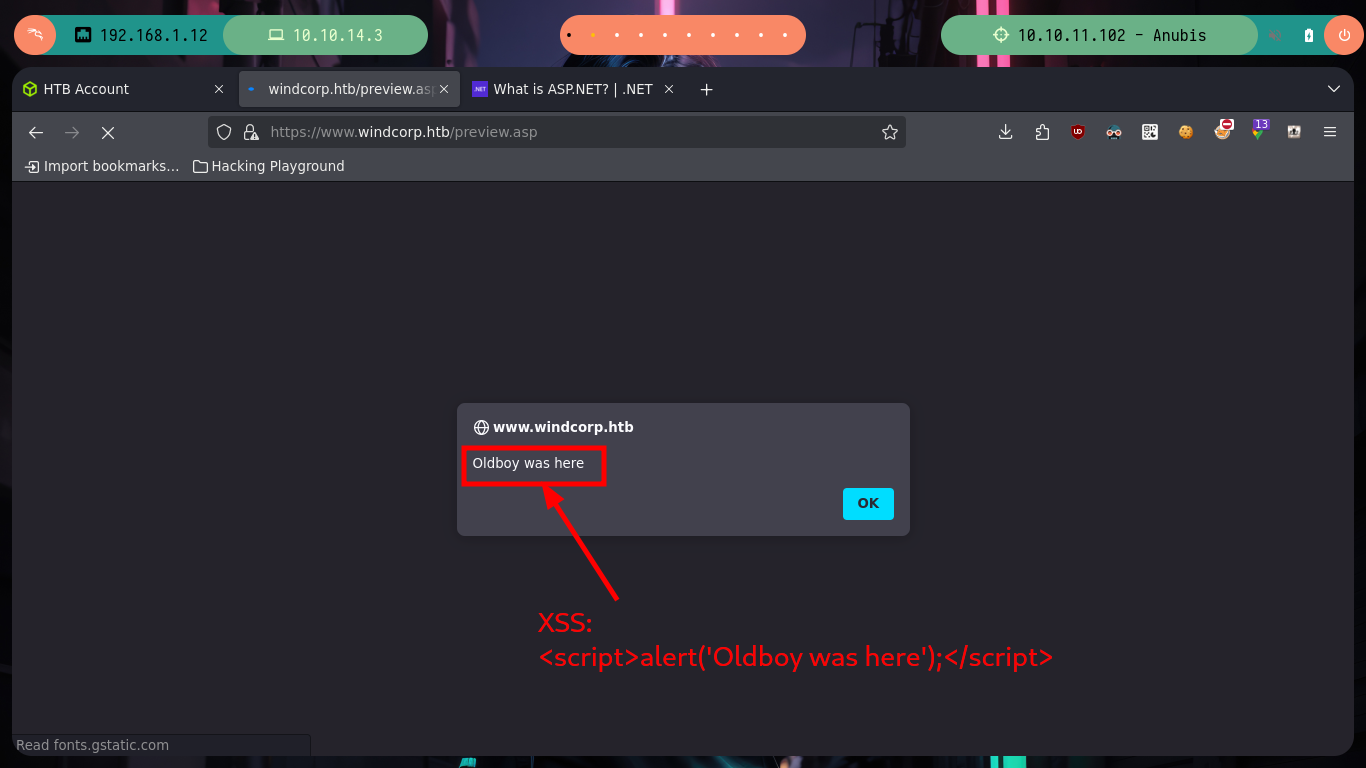 192.168.1.12
10.10.14.3
10.10.11.102 - Anubis
HTB Account
windcorp.htb/preview.as
.NET
What is ASP.NET? | .NET
https://www.windcorp.htb/preview.asp
13
Import bookmarks...
Hacking Playground
www.windcorp.htb
Oldboy was here
OK
XSS:
<script>alert('Oldboy was here');</script>
Read fonts.gstatic.com